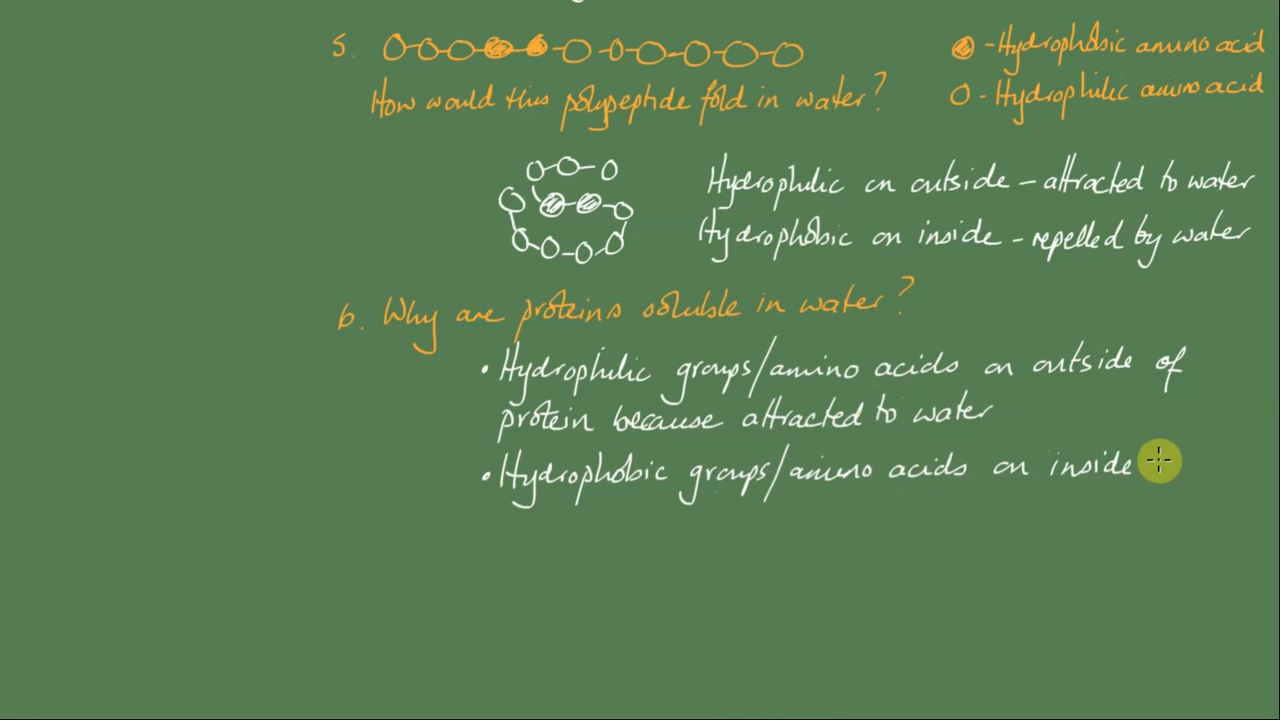 5.
- Hydrophobic amino acid
How would this polypeptide fold in water?
- Hydrophilic amino acid
Hydrophilic on outside - attracted to water
Hydrophobic on inside - repelled by water
6. Why are proteins soluble in water?
• Hydrophilic groups/amino acids on outside of
protein because attracted to water
• Hydrophobic groups/amino acids on inside